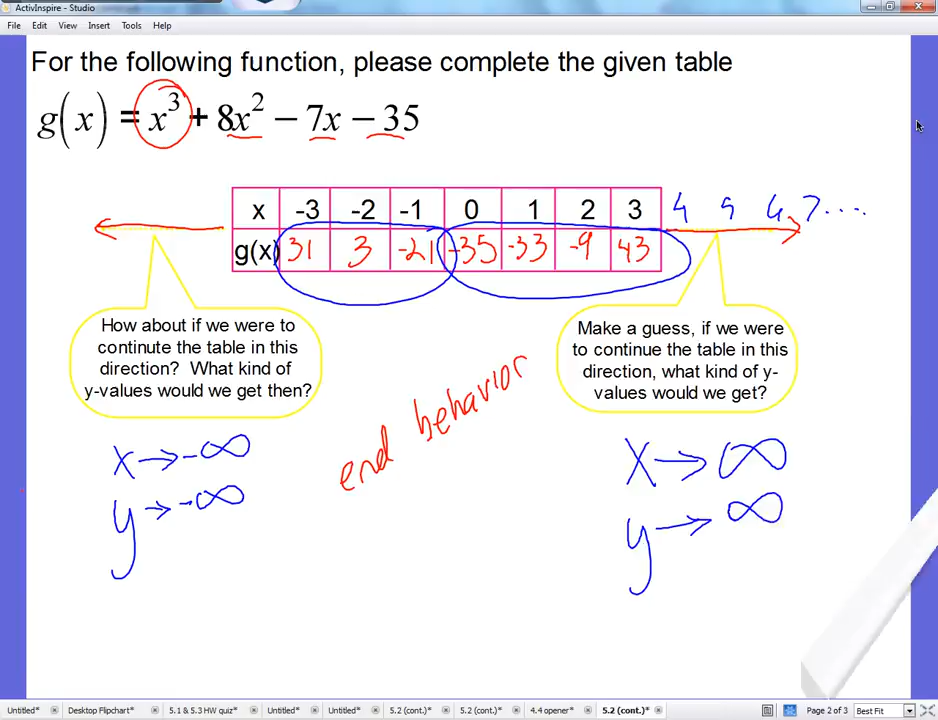 ActivInspire - Studio
File Edit View Insert Tools Help
For the following function, please complete the given table
g(x) = x³ + 8x² − 7x − 35
x -3 -2 -1 0 1 2 3 4 5 6 7 ....
g(x) 31 3 -21 -35 -33 -9 43
How about if we were to
continute the table in this
direction? What kind of
y-values would we get then?
Make a guess, if we were
to continue the table in this
direction, what kind of y-
values would we get?
end behavior
x → -∞
y → -∞
x → ∞
y → ∞
Untitled* Desktop Flipchart* 5.1 & 5.3 HW quiz* Untitled* Untitled* 5.2 (cont.)* 5.2 (cont.)* 4.4 opener* 5.2 (cont.)* Page 2 of 3 Best Fit